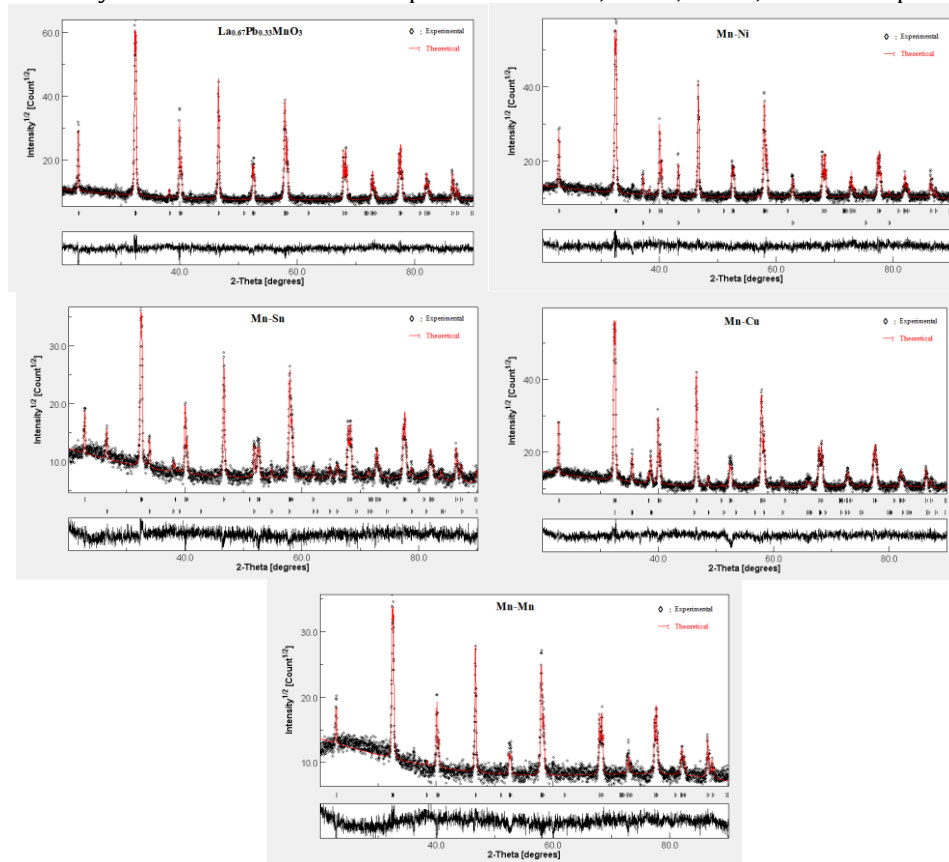 La0.67Pb0.33MnO3
◊ : Experimental
Theoretical
Intensity1/2 [Count1/2]
60.0
40.0
20.0
40.0
60.0
80.0
2-Theta [degrees]
Mn-Ni
◊ : Experimental
Theoretical
Intensity1/2 [Count1/2]
40.0
20.0
40.0
60.0
80.0
2-Theta [degrees]
Mn-Sn
◊ : Experimental
Theoretical
Intensity1/2 [Count1/2]
30.0
20.0
10.0
40.0
60.0
80.0
2-Theta [degrees]
Mn-Cu
◊ : Experimental
Theoretical
Intensity1/2 [Count1/2]
40.0
20.0
40.0
60.0
80.0
2-Theta [degrees]
Mn-Mn
◊ : Experimental
Theoretical
Intensity1/2 [Count1/2]
30.0
20.0
10.0
40.0
60.0
80.0
2-Theta [degrees]